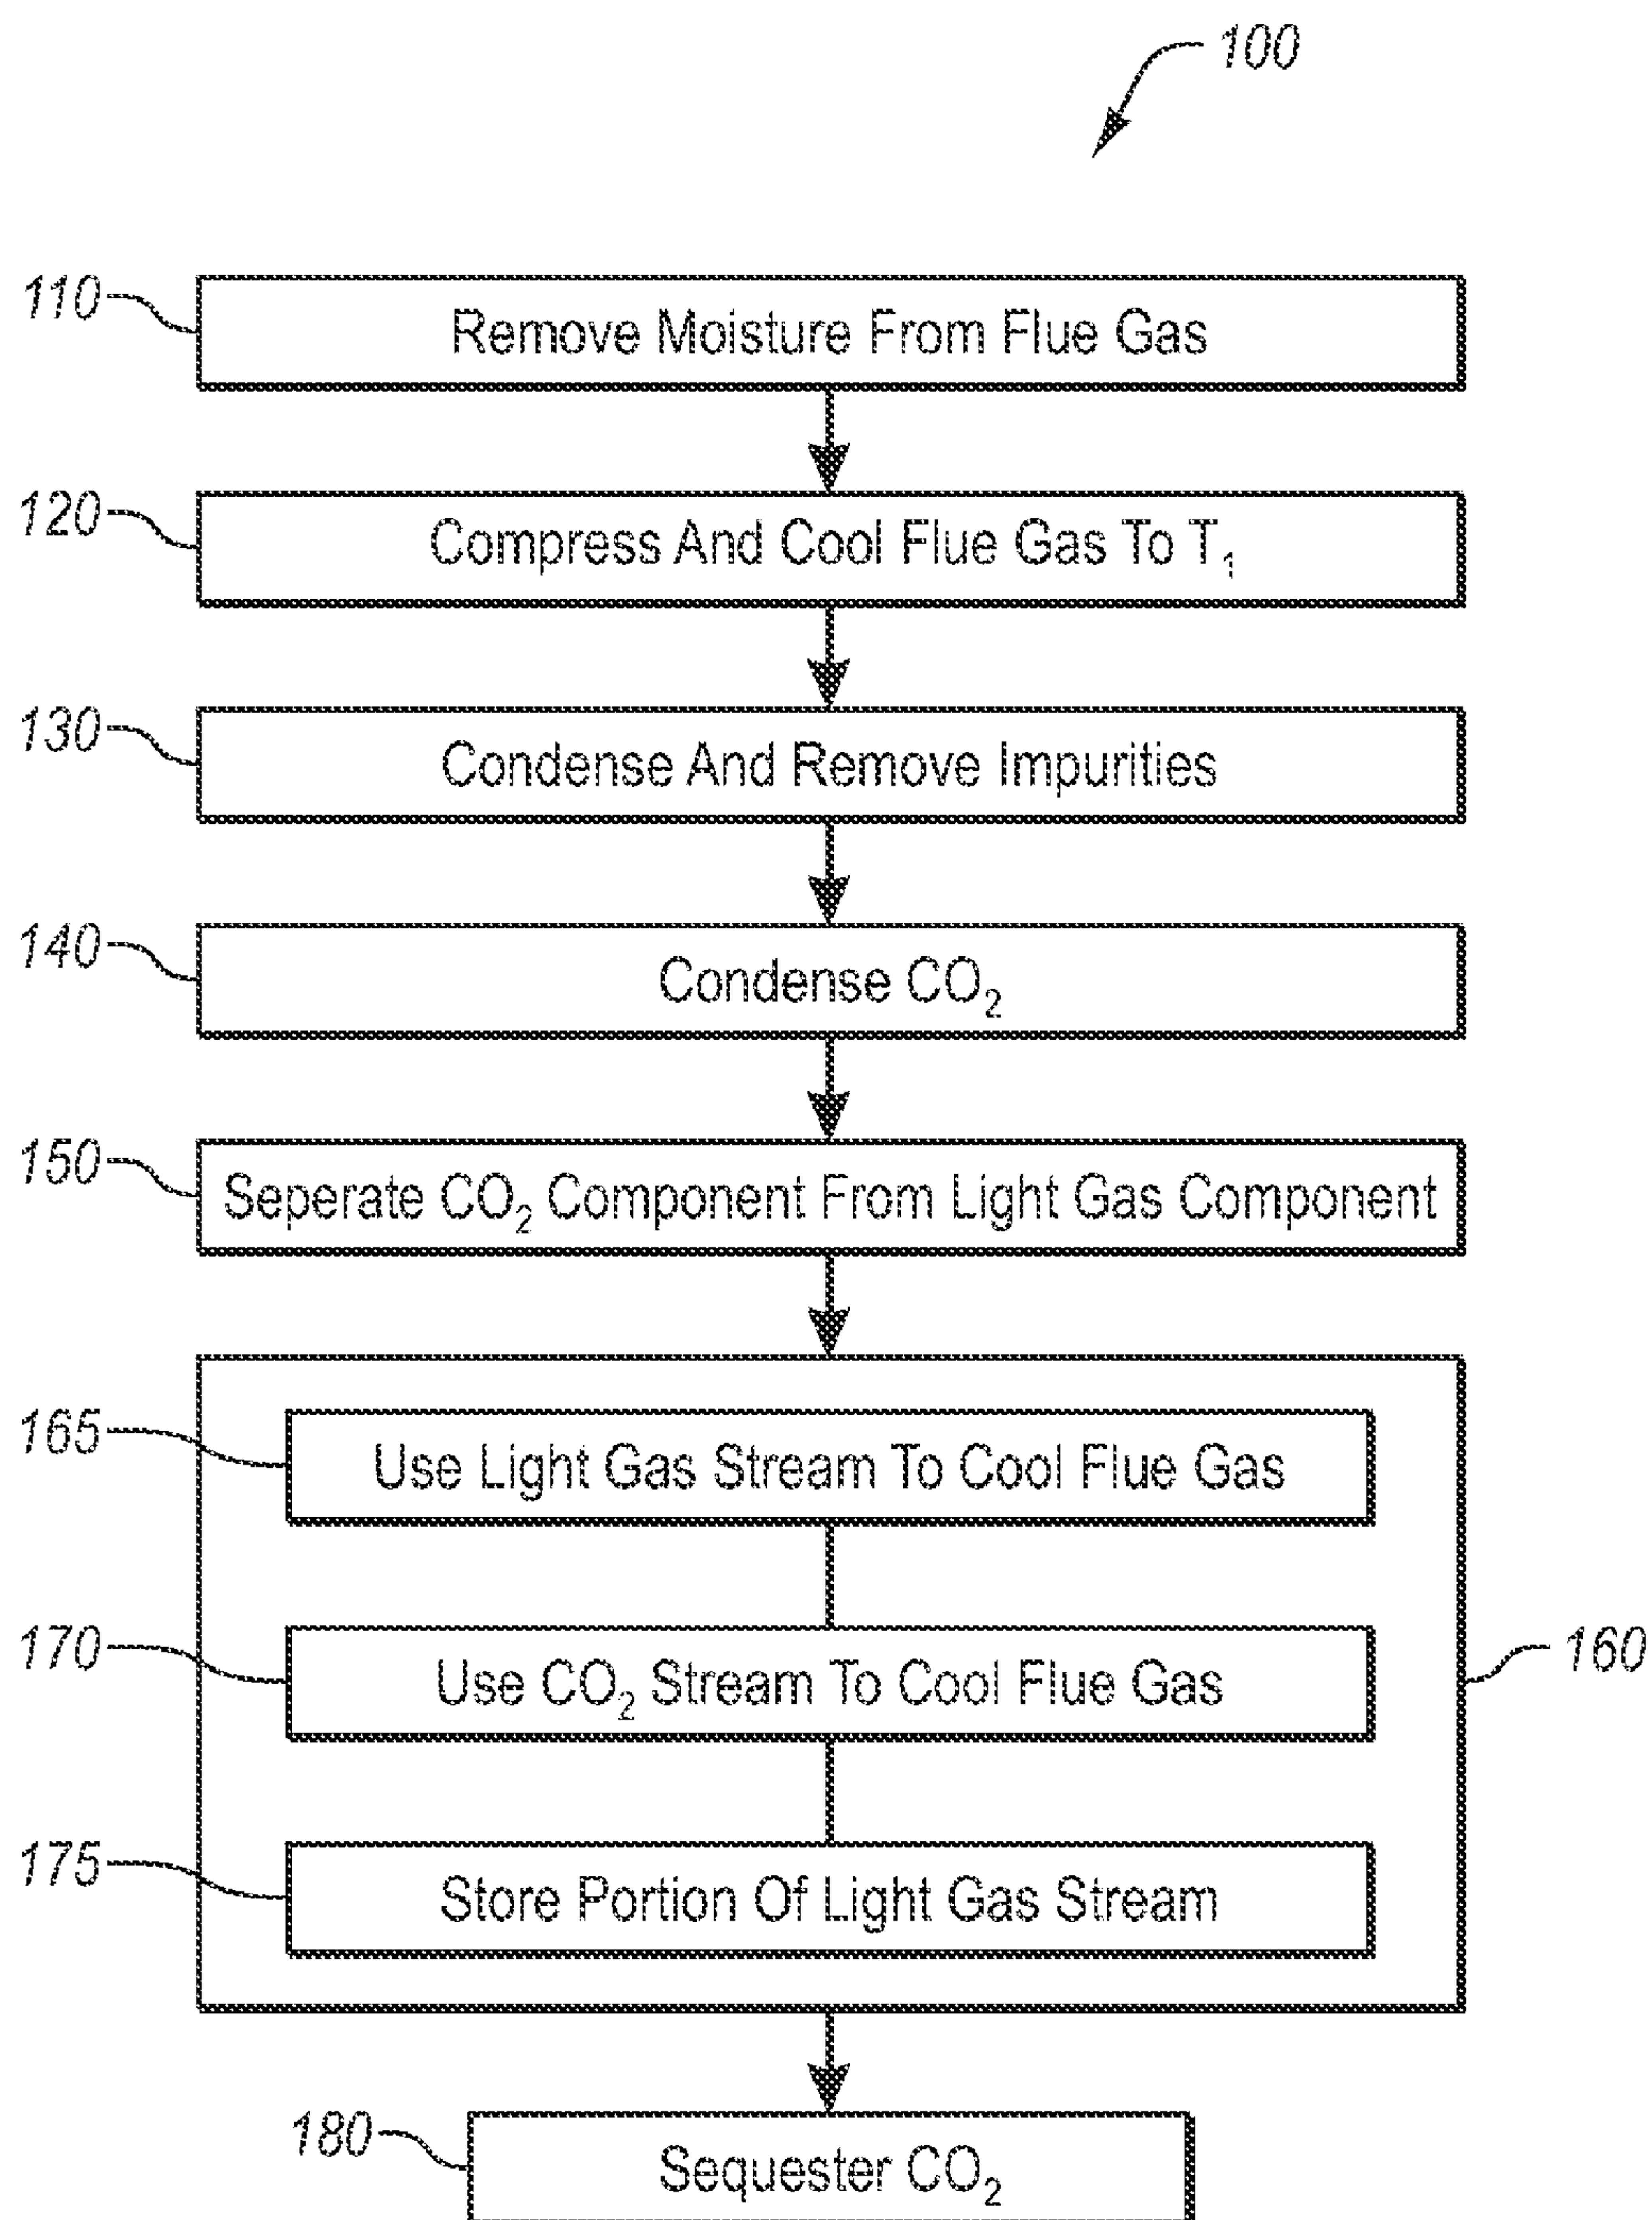 100
110
Remove Moisture From Flue Gas
120
Compress And Cool Flue Gas To T₁
130
Condense And Remove Impurities
140
Condense CO₂
150
Seperate CO₂ Component From Light Gas Component
165
Use Light Gas Stream To Cool Flue Gas
170
Use CO₂ Stream To Cool Flue Gas
160
175
Store Portion Of Light Gas Stream
180
Sequester CO₂